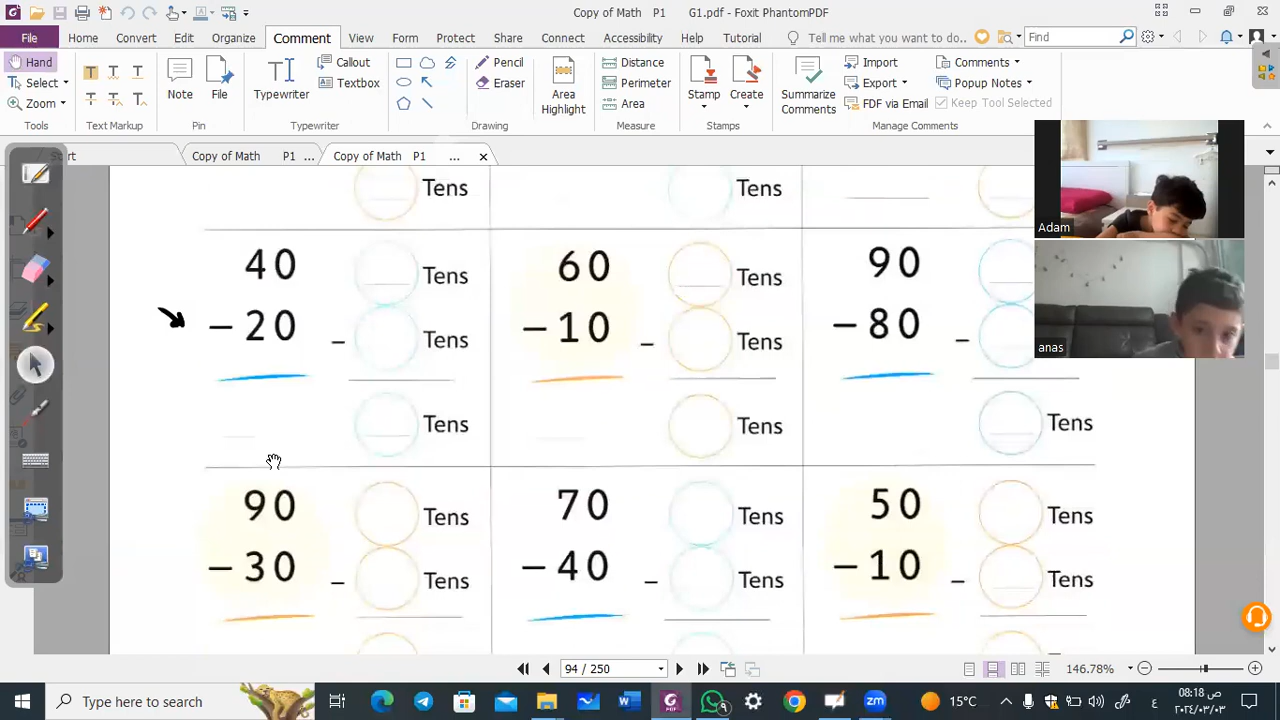 Copy of Math P1 G1.pdf - Foxit PhantomPDF
File Home Convert Edit Organize Comment View Form Protect Share Connect Accessibility Help Tutorial Tell me what you want to do.. Find
Hand
Select
Zoom
Tools
Text Markup
Note
File
Pin
Typewriter
Callout
Textbox
Typewriter
Pencil
Eraser
Drawing
Area Highlight
Distance
Perimeter
Area
Measure
Stamp
Create
Stamps
Summarize Comments
Import
Export
FDF via Email
Comments
Popup Notes
Keep Tool Selected
Manage Comments
Start
Copy of Math P1 ...
Copy of Math P1 ...
Tens Tens
40 Tens 60 Tens 90
- 20 - Tens - 10 - Tens - 80 -
Tens Tens Tens
90 Tens 70 Tens 50 Tens
- 30 - Tens - 40 - Tens - 10 - Tens
Adam
anas
94 / 250
146.78%
Type here to search
15°C
ع
08:18 ص
٢٠٢٤/٠٣/٠٣